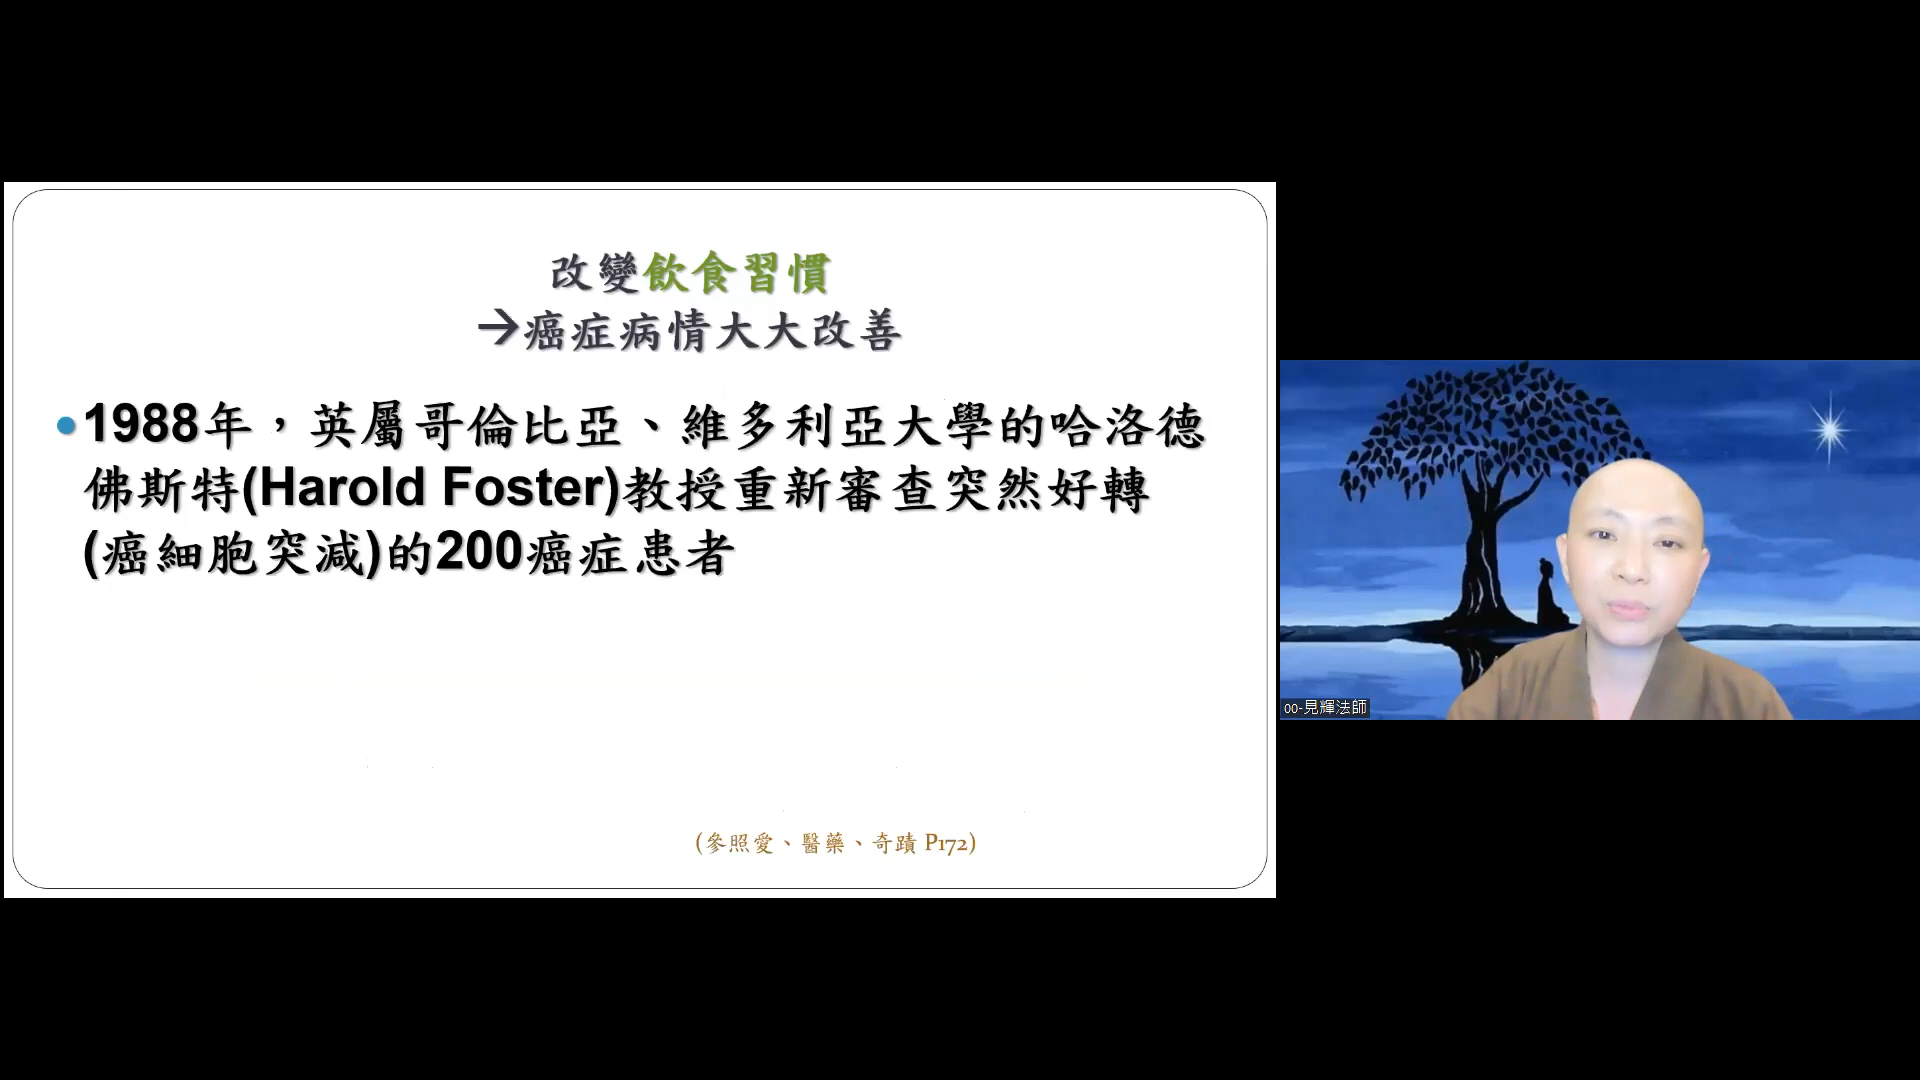 改變飲食習慣
→癌症病情大大改善
•1988年，英屬哥倫比亞、維多利亞大學的哈洛德
佛斯特(Harold Foster)教授重新審查突然好轉
(癌細胞突減)的200癌症患者
(參照愛、醫藥、奇蹟 P172)
00-見輝法師